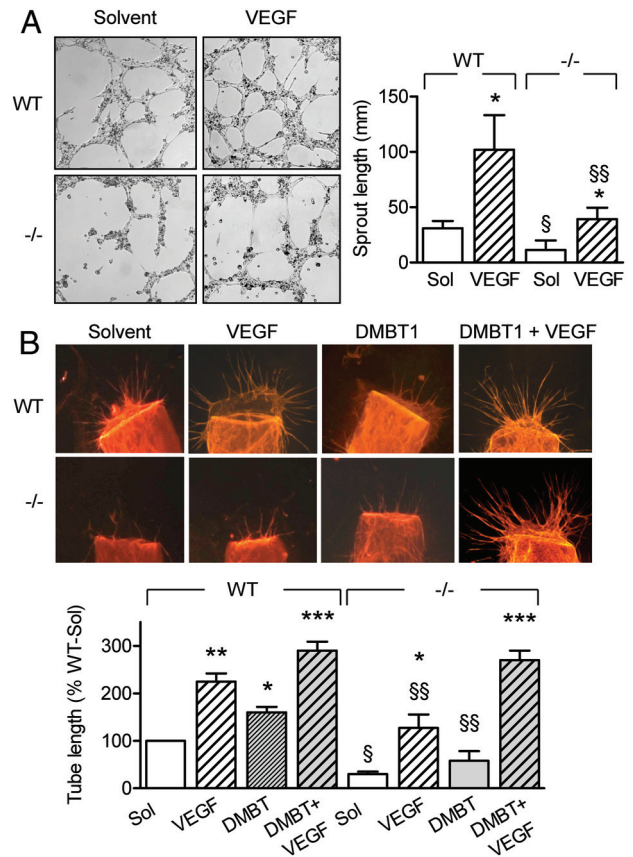 A
Solvent VEGF
WT
-/-
WT -/-
Sprout length (mm)
150
100
50
0
*
§
§§
*
Sol VEGF Sol VEGF
B
Solvent VEGF DMBT1 DMBT1 + VEGF
WT
-/-
WT -/-
Tube length (% WT-Sol)
300
200
100
0
**
*
***
§
*
§§
§§
***
Sol VEGF DMBT DMBT+ VEGF Sol VEGF DMBT DMBT+ VEGF